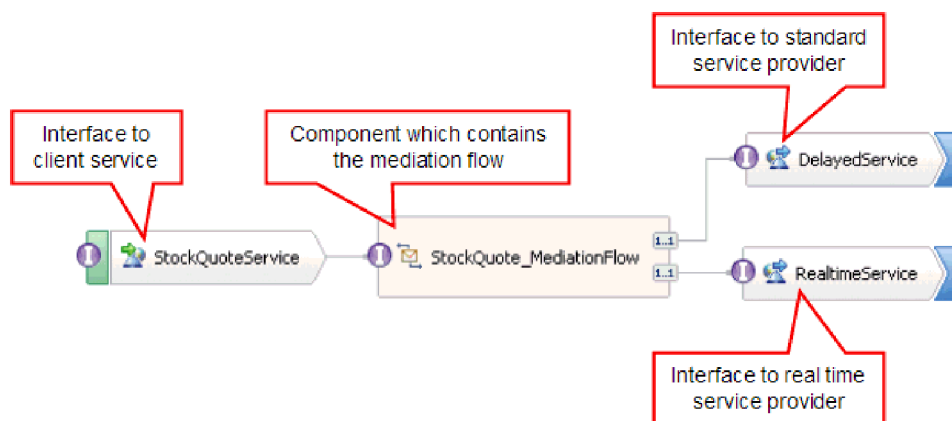 Interface to standard
service provider
Interface to
client service
Component which contains
the mediation flow
I
DelayedService
I
StockQuoteService
I
StockQuote_MediationFlow
1..1
1..1
I
RealtimeService
Interface to real time
service provider